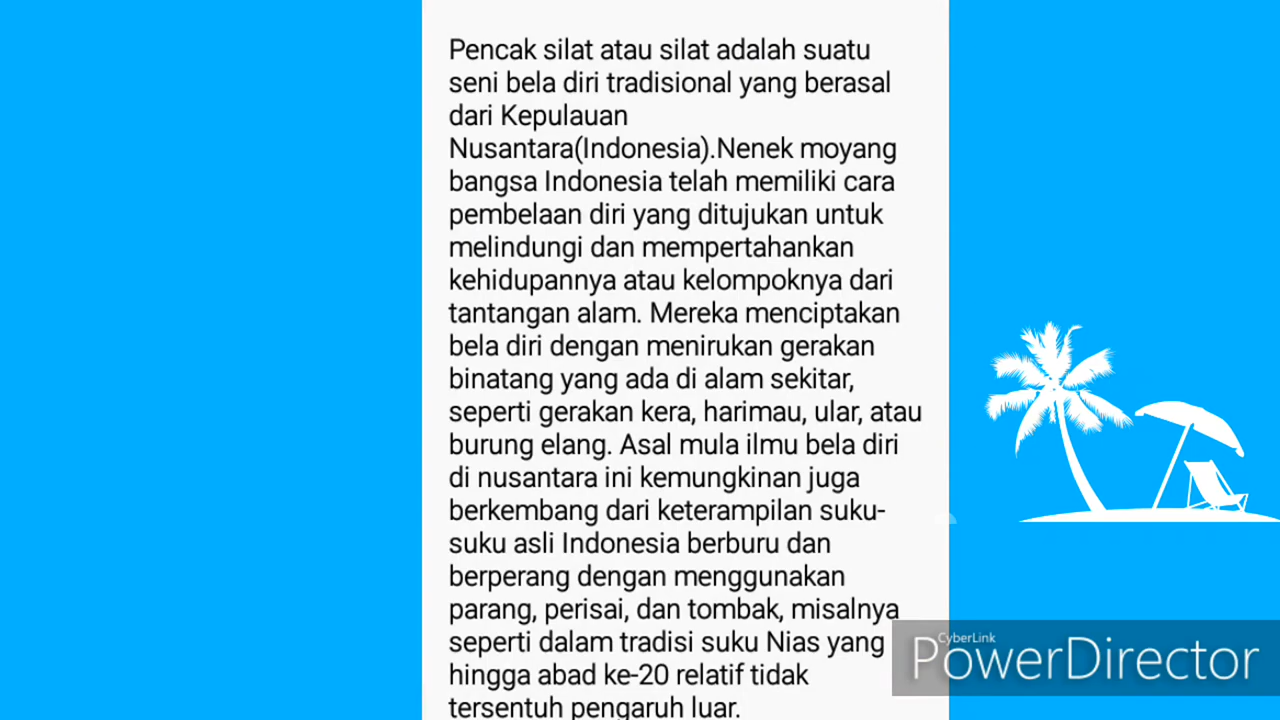 Pencak silat atau silat adalah suatu
seni bela diri tradisional yang berasal
dari Kepulauan
Nusantara(Indonesia).Nenek moyang
bangsa Indonesia telah memiliki cara
pembelaan diri yang ditujukan untuk
melindungi dan mempertahankan
kehidupannya atau kelompoknya dari
tantangan alam. Mereka menciptakan
bela diri dengan menirukan gerakan
binatang yang ada di alam sekitar,
seperti gerakan kera, harimau, ular, atau
burung elang. Asal mula ilmu bela diri
di nusantara ini kemungkinan juga
berkembang dari keterampilan suku-
suku asli Indonesia berburu dan
berperang dengan menggunakan
parang, perisai, dan tombak, misalnya
seperti dalam tradisi suku Nias yang
hingga abad ke-20 relatif tidak
tersentuh pengaruh luar.
CyberLink
PowerDirector